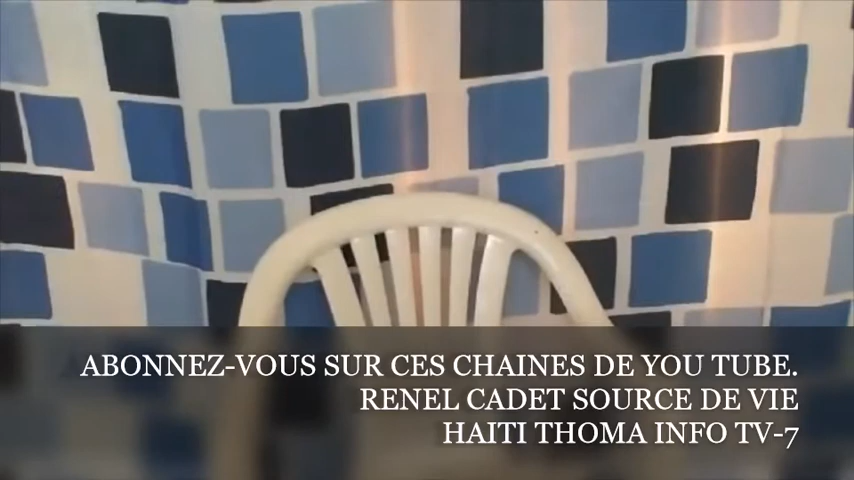 ABONNEZ-VOUS SUR CES CHAINES DE YOU TUBE.
RENEL CADET SOURCE DE VIE
HAITI THOMA INFO TV-7